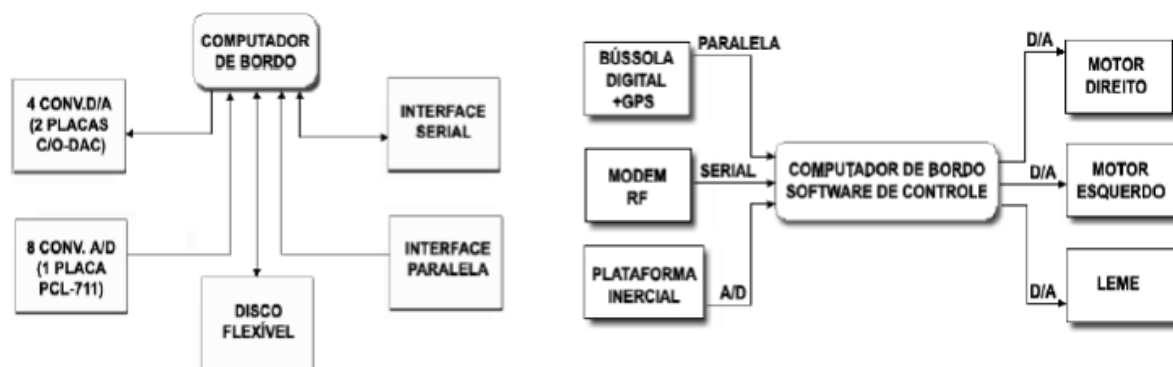 COMPUTADOR
DE BORDO
4 CONV.D/A
(2 PLACAS
C/O-DAC)
INTERFACE
SERIAL
8 CONV. A/D
(1 PLACA
PCL-711)
INTERFACE
PARALELA
DISCO
FLEXÍVEL
BÚSSOLA
DIGITAL
+GPS
PARALELA
MODEM
RF
SERIAL
PLATAFORMA
INERCIAL
A/D
COMPUTADOR DE BORDO
SOFTWARE DE CONTROLE
D/A
MOTOR
DIREITO
D/A
MOTOR
ESQUERDO
D/A
LEME